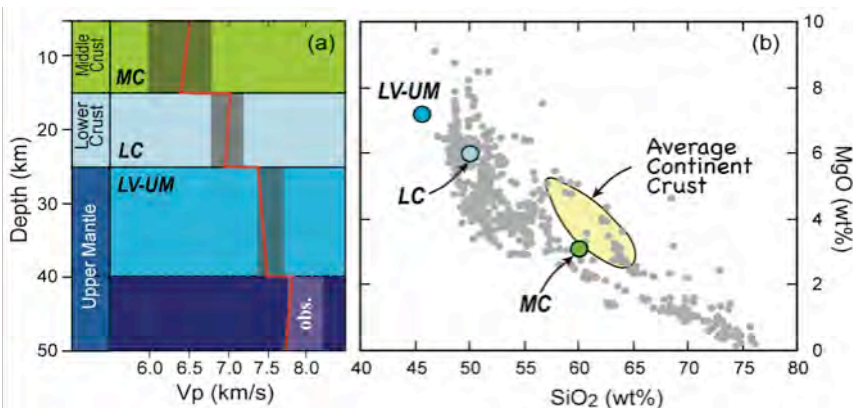 (a)
Middle
Crust
MC
Lower
Crust
LC
LV-UM
Upper Mantle
obs.
Depth (km)
10
20
30
40
50
6.0
6.5
7.0
7.5
8.0
Vp (km/s)
(b)
LV-UM
LC
MC
Average
Continent
Crust
MgO (wt%)
10
8
6
4
2
0
40
50
55
60
65
70
75
80
SiO₂ (wt%)